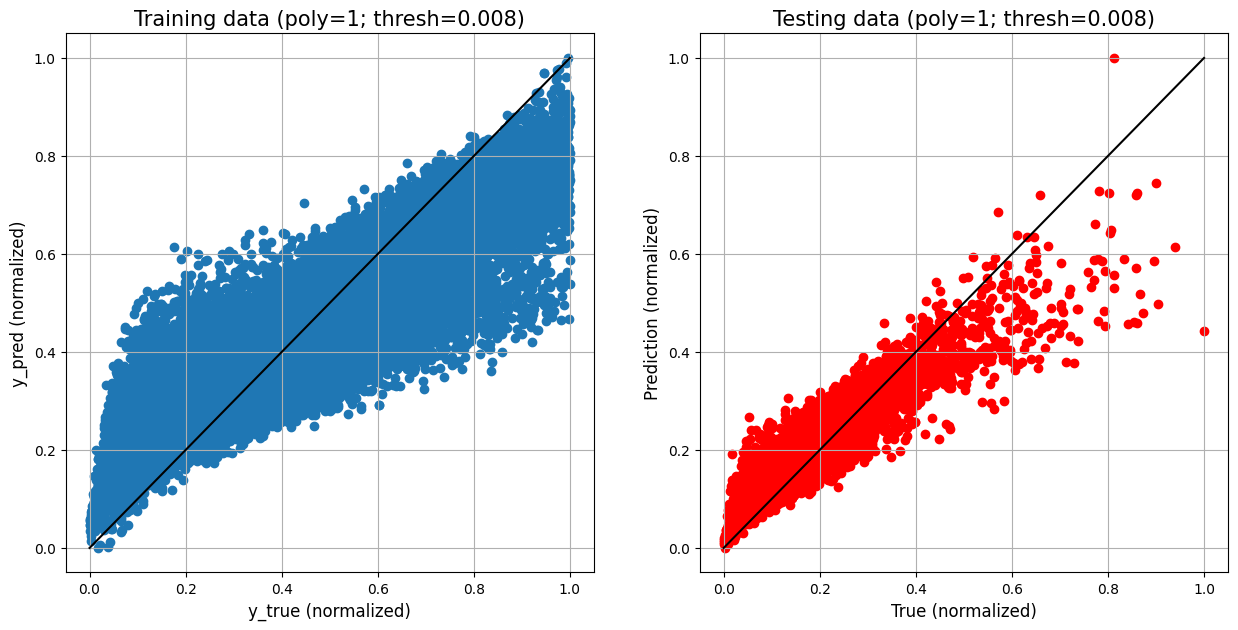 Training data (poly=1; thresh=0.008)
y_pred (normalized)
1.0
0.8
0.6
0.4
0.2
0.0
0.0 0.2 0.4 0.6 0.8 1.0
y_true (normalized)
Testing data (poly=1; thresh=0.008)
Prediction (normalized)
1.0
0.8
0.6
0.4
0.2
0.0
0.0 0.2 0.4 0.6 0.8 1.0
True (normalized)